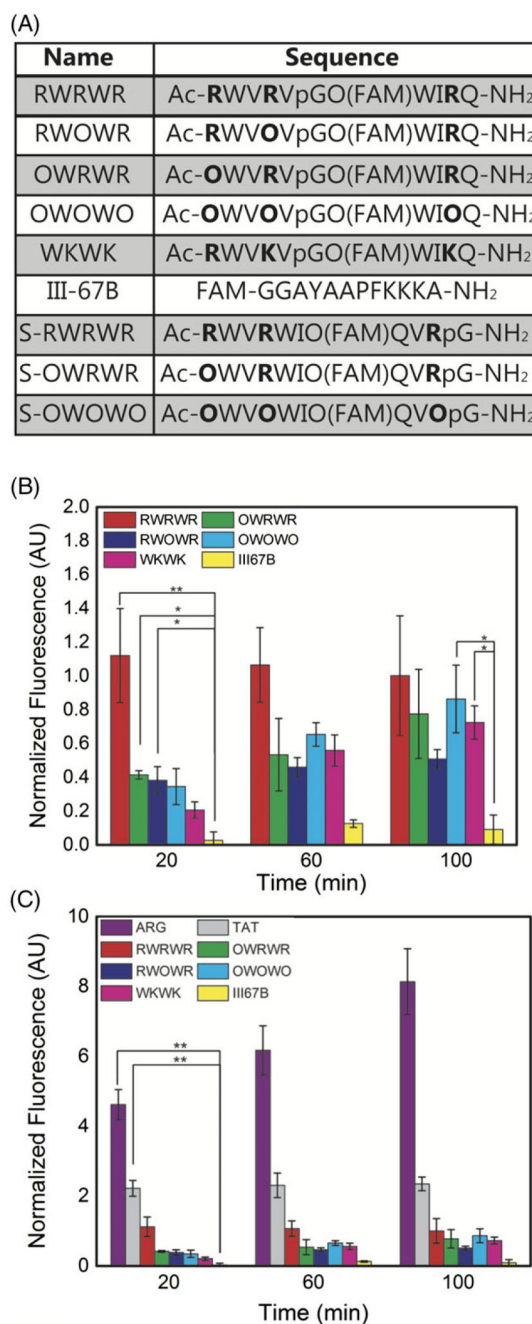 (A)
Name Sequence
RWRWR Ac-RWVRVpGO(FAM)WIRQ-NH2
RWOWR Ac-RWVOVpGO(FAM)WIRQ-NH2
OWRWR Ac-OWVRVpGO(FAM)WIRQ-NH2
OWOWO Ac-OWVOVpGO(FAM)WIOQ-NH2
WKWK Ac-RWVKVpGO(FAM)WIKQ-NH2
III-67B FAM-GGAYAAPFKKKA-NH2
S-RWRWR Ac-RWVRWIO(FAM)QVRpG-NH2
S-OWRWR Ac-OWVRWIO(FAM)QVRpG-NH2
S-OWOWO Ac-OWVOWIO(FAM)QVOpG-NH2
(B)
Normalized Fluorescence (AU)
2.0
1.8
1.6
1.4
1.2
1.0
0.8
0.6
0.4
0.2
0.0
RWRWR OWRWR
RWOWR OWOWO
WKWK III67B
**
*
*
*
*
20 60 100
Time (min)
(C)
Normalized Fluorescence (AU)
10
8
6
4
2
0
ARG TAT
RWRWR OWRWR
RWOWR OWOWO
WKWK III67B
**
**
20 60 100
Time (min)